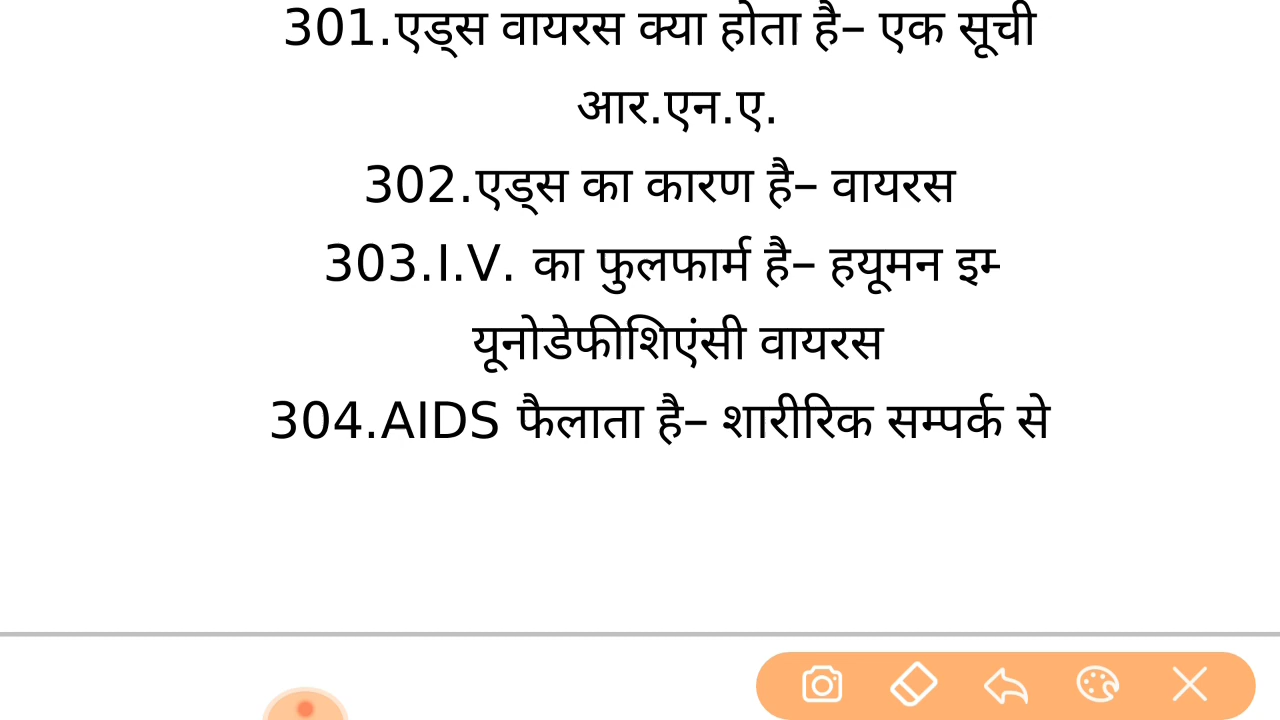 301.एड्स वायरस क्या होता है– एक सूची
आर.एन.ए.
302.एड्स का कारण है– वायरस
303.I.V. का फुलफार्म है– हयूमन इम्
यूनोडेफीशिएंसी वायरस
304.AIDS फैलाता है– शारीरिक सम्पर्क से